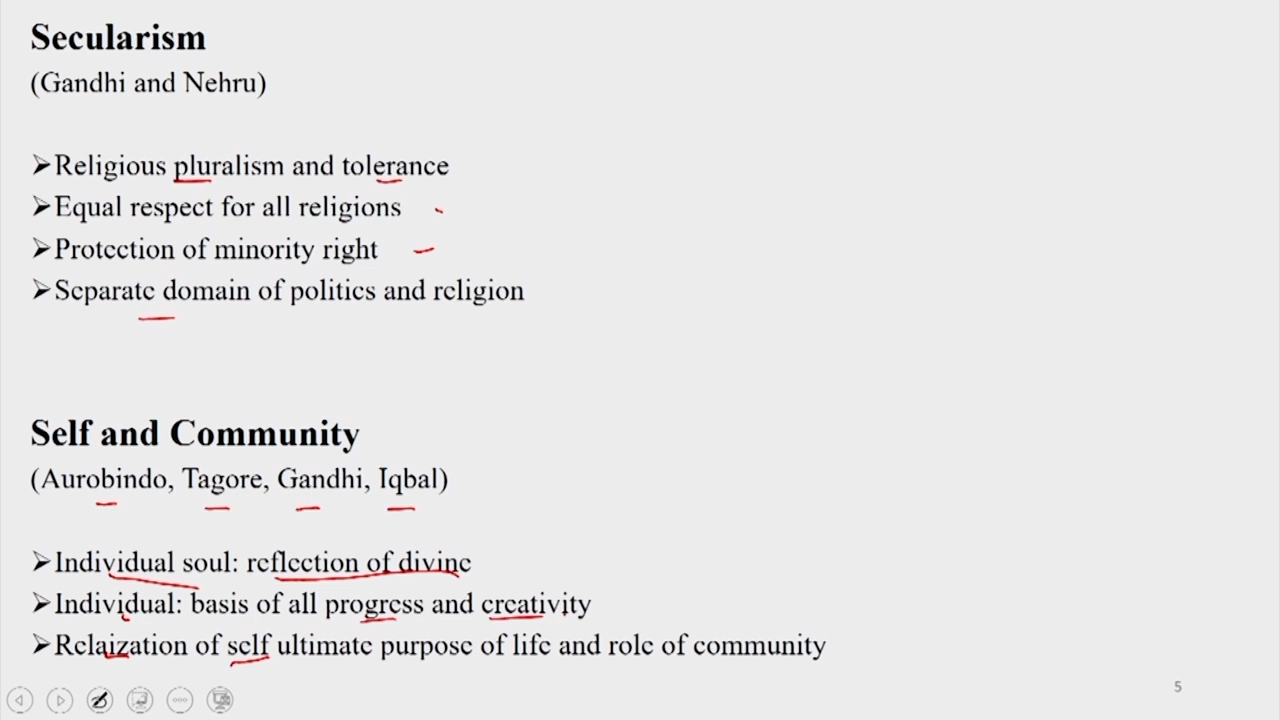 Secularism
(Gandhi and Nehru)
➢Religious pluralism and tolerance
➢Equal respect for all religions
➢Protection of minority right
➢Separate domain of politics and religion
Self and Community
(Aurobindo, Tagore, Gandhi, Iqbal)
➢Individual soul: reflection of divine
➢Individual: basis of all progress and creativity
➢Relaization of self ultimate purpose of life and role of community
5